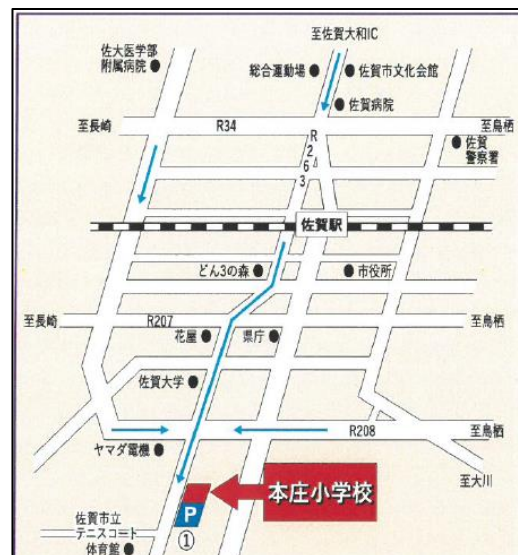 至佐賀大和IC
佐大医学部
附属病院
総合運動場
佐賀市文化会館
佐賀病院
至長崎
R34
至鳥栖
R
2
6
3
佐賀
警察署
佐賀駅
どん3の森
市役所
至長崎
R207
至鳥栖
花屋
県庁
佐賀大学
R208
至鳥栖
ヤマダ電機
至大川
本庄小学校
P
①
佐賀市立
テニスコート
体育館